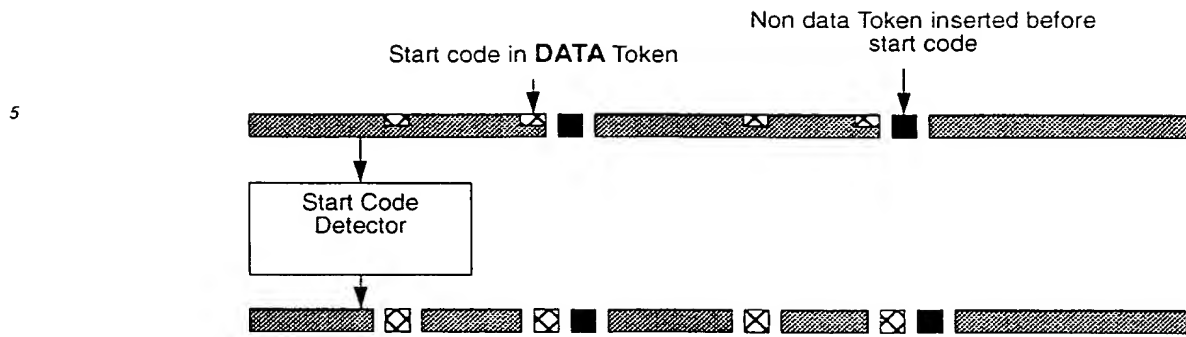 Non data Token inserted before
start code
Start code in DATA Token
5
Start Code
Detector